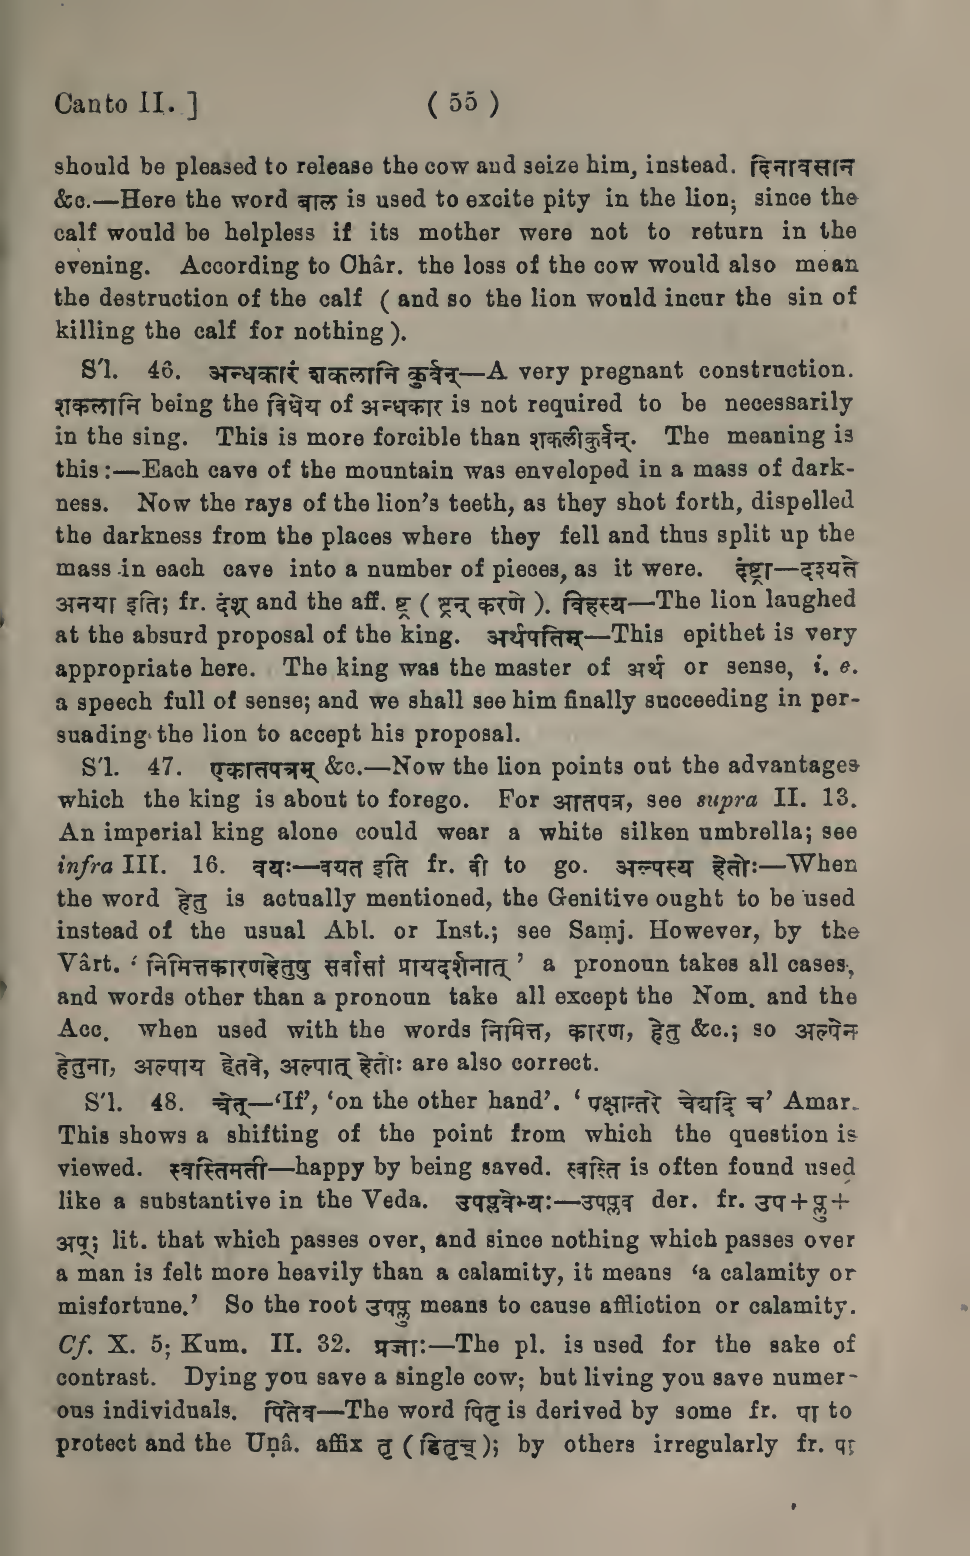 Canto II. ] ( 55 )
should be pleased to release the cow and seize him, instead. दिनावसान
&c.—Here the word बाल is used to excite pity in the lion; since the
calf would be helpless if its mother were not to return in the
evening. According to Châr. the loss of the cow would also mean
the destruction of the calf ( and so the lion would incur the sin of
killing the calf for nothing ).
S'l. 46. अन्धकारं शकलानि कुर्वन्—A very pregnant construction.
शकलानि being the विधेय of अन्धकार is not required to be necessarily
in the sing. This is more forcible than शकलीकुर्वन्. The meaning is
this:—Each cave of the mountain was enveloped in a mass of dark-
ness. Now the rays of the lion's teeth, as they shot forth, dispelled
the darkness from the places where they fell and thus split up the
mass in each cave into a number of pieces, as it were. दंष्ट्रा—दश्यते
अनया इति; fr. दंश् and the aff. ष्ट्र ( ष्ट्रन् करणे ). विहस्य—The lion laughed
at the absurd proposal of the king. अर्थपतिम्—This epithet is very
appropriate here. The king was the master of अर्थ or sense, i. e.
a speech full of sense; and we shall see him finally succeeding in per-
suading the lion to accept his proposal.
S'l. 47. एकातपत्रम् &c.—Now the lion points out the advantages
which the king is about to forego. For आतपत्र, see supra II. 13.
An imperial king alone could wear a white silken umbrella; see
infra III. 16. वयः—वयत इति fr. वी to go. अल्पस्य हेतोः—When
the word हेतु is actually mentioned, the Genitive ought to be used
instead of the usual Abl. or Inst.; see Saṃj. However, by the
Vârt. ‘ निमित्तकारणहेतुषु सर्वासां प्रायदर्शनात् ’ a pronoun takes all cases,
and words other than a pronoun take all except the Nom. and the
Acc. when used with the words निमित्त, कारण, हेतु &c.; so अल्पेन
हेतुना, अल्पाय हेतवे, अल्पात् हेतोः are also correct.
S'l. 48. चेत्—‘If’, ‘on the other hand’. ‘ पक्षान्तरे चेद्यदि च’ Amar.
This shows a shifting of the point from which the question is
viewed. स्वस्तिमती—happy by being saved. स्वस्ति is often found used
like a substantive in the Veda. उपप्लवेभ्यः—उपप्लव der. fr. उप+प्लु+
अप्; lit. that which passes over, and since nothing which passes over
a man is felt more heavily than a calamity, it means ‘a calamity or
misfortune.’ So the root उपप्लु means to cause affliction or calamity.
Cf. X. 5; Kum. II. 32. प्रजाः—The pl. is used for the sake of
contrast. Dying you save a single cow; but living you save numer-
ous individuals. पितेव—The word पितृ is derived by some fr. पा to
protect and the Uṇâ. affix तृ ( डितृच् ); by others irregularly fr. पा